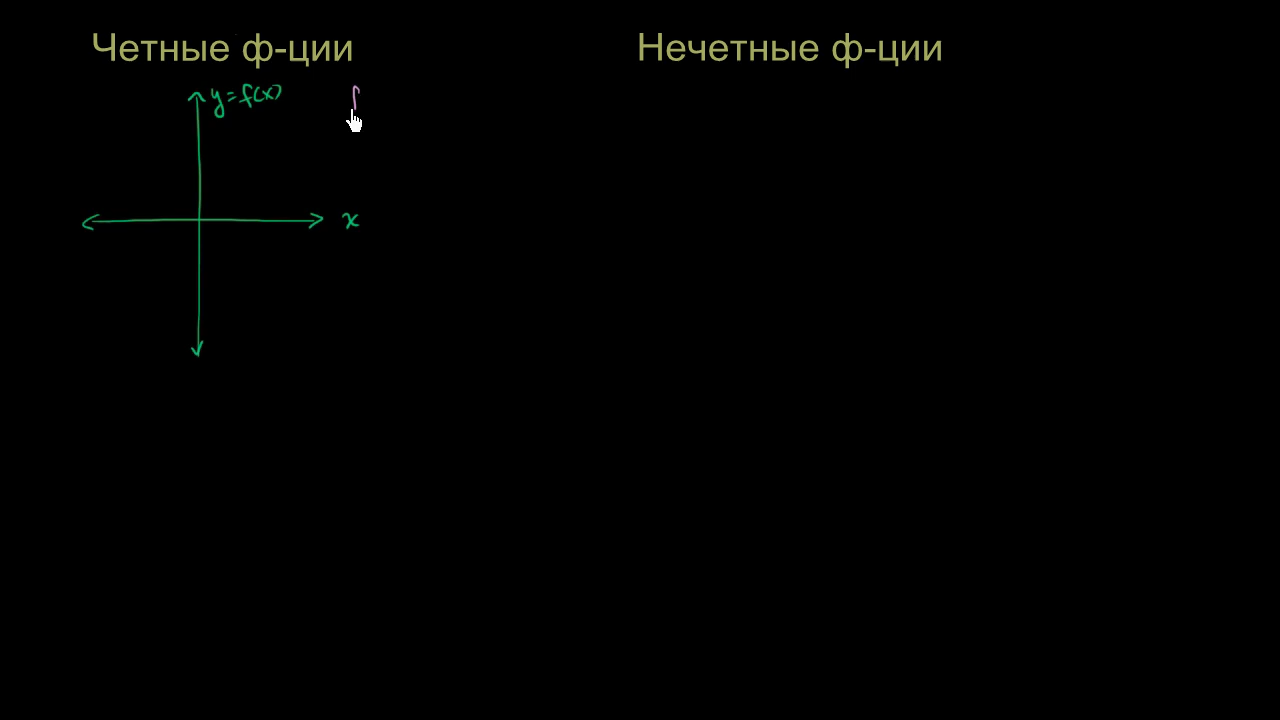 Четные ф-ции
Нечетные ф-ции
y=f(x)
x